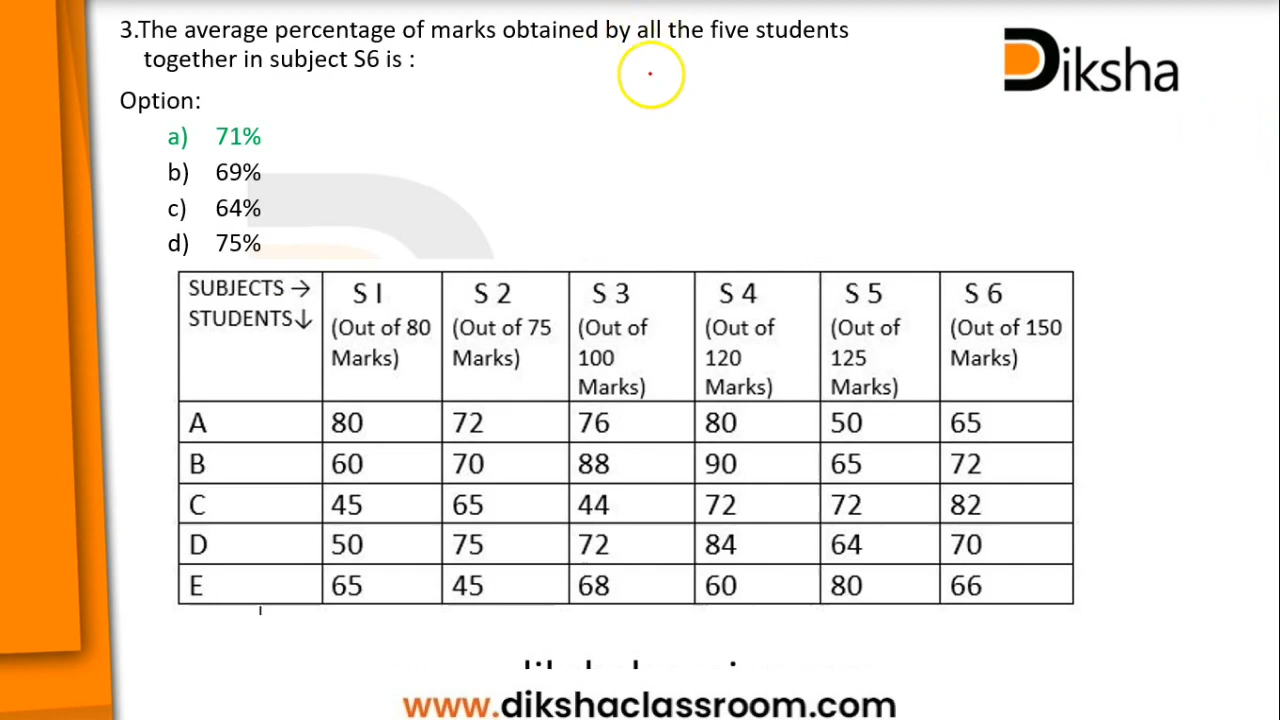 3.The average percentage of marks obtained by all the five students
together in subject S6 is :
Diksha
Option:
a) 71%
b) 69%
c) 64%
d) 75%
SUBJECTS → S I S 2 S 3 S 4 S 5 S 6
STUDENTS↓ (Out of 80 (Out of 75 (Out of (Out of (Out of (Out of 150
Marks) Marks) 100 120 125 Marks)
Marks) Marks) Marks)
A 80 72 76 80 50 65
B 60 70 88 90 65 72
C 45 65 44 72 72 82
D 50 75 72 84 64 70
E 65 45 68 60 80 66
www.dikshaclassroom.com